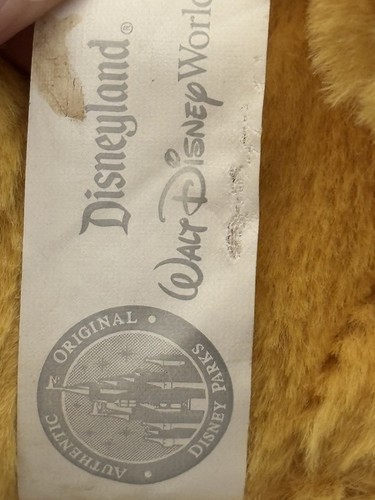 Disneyland®
WALT DISNEY World
AUTHENTIC • ORIGINAL • DISNEY PARKS